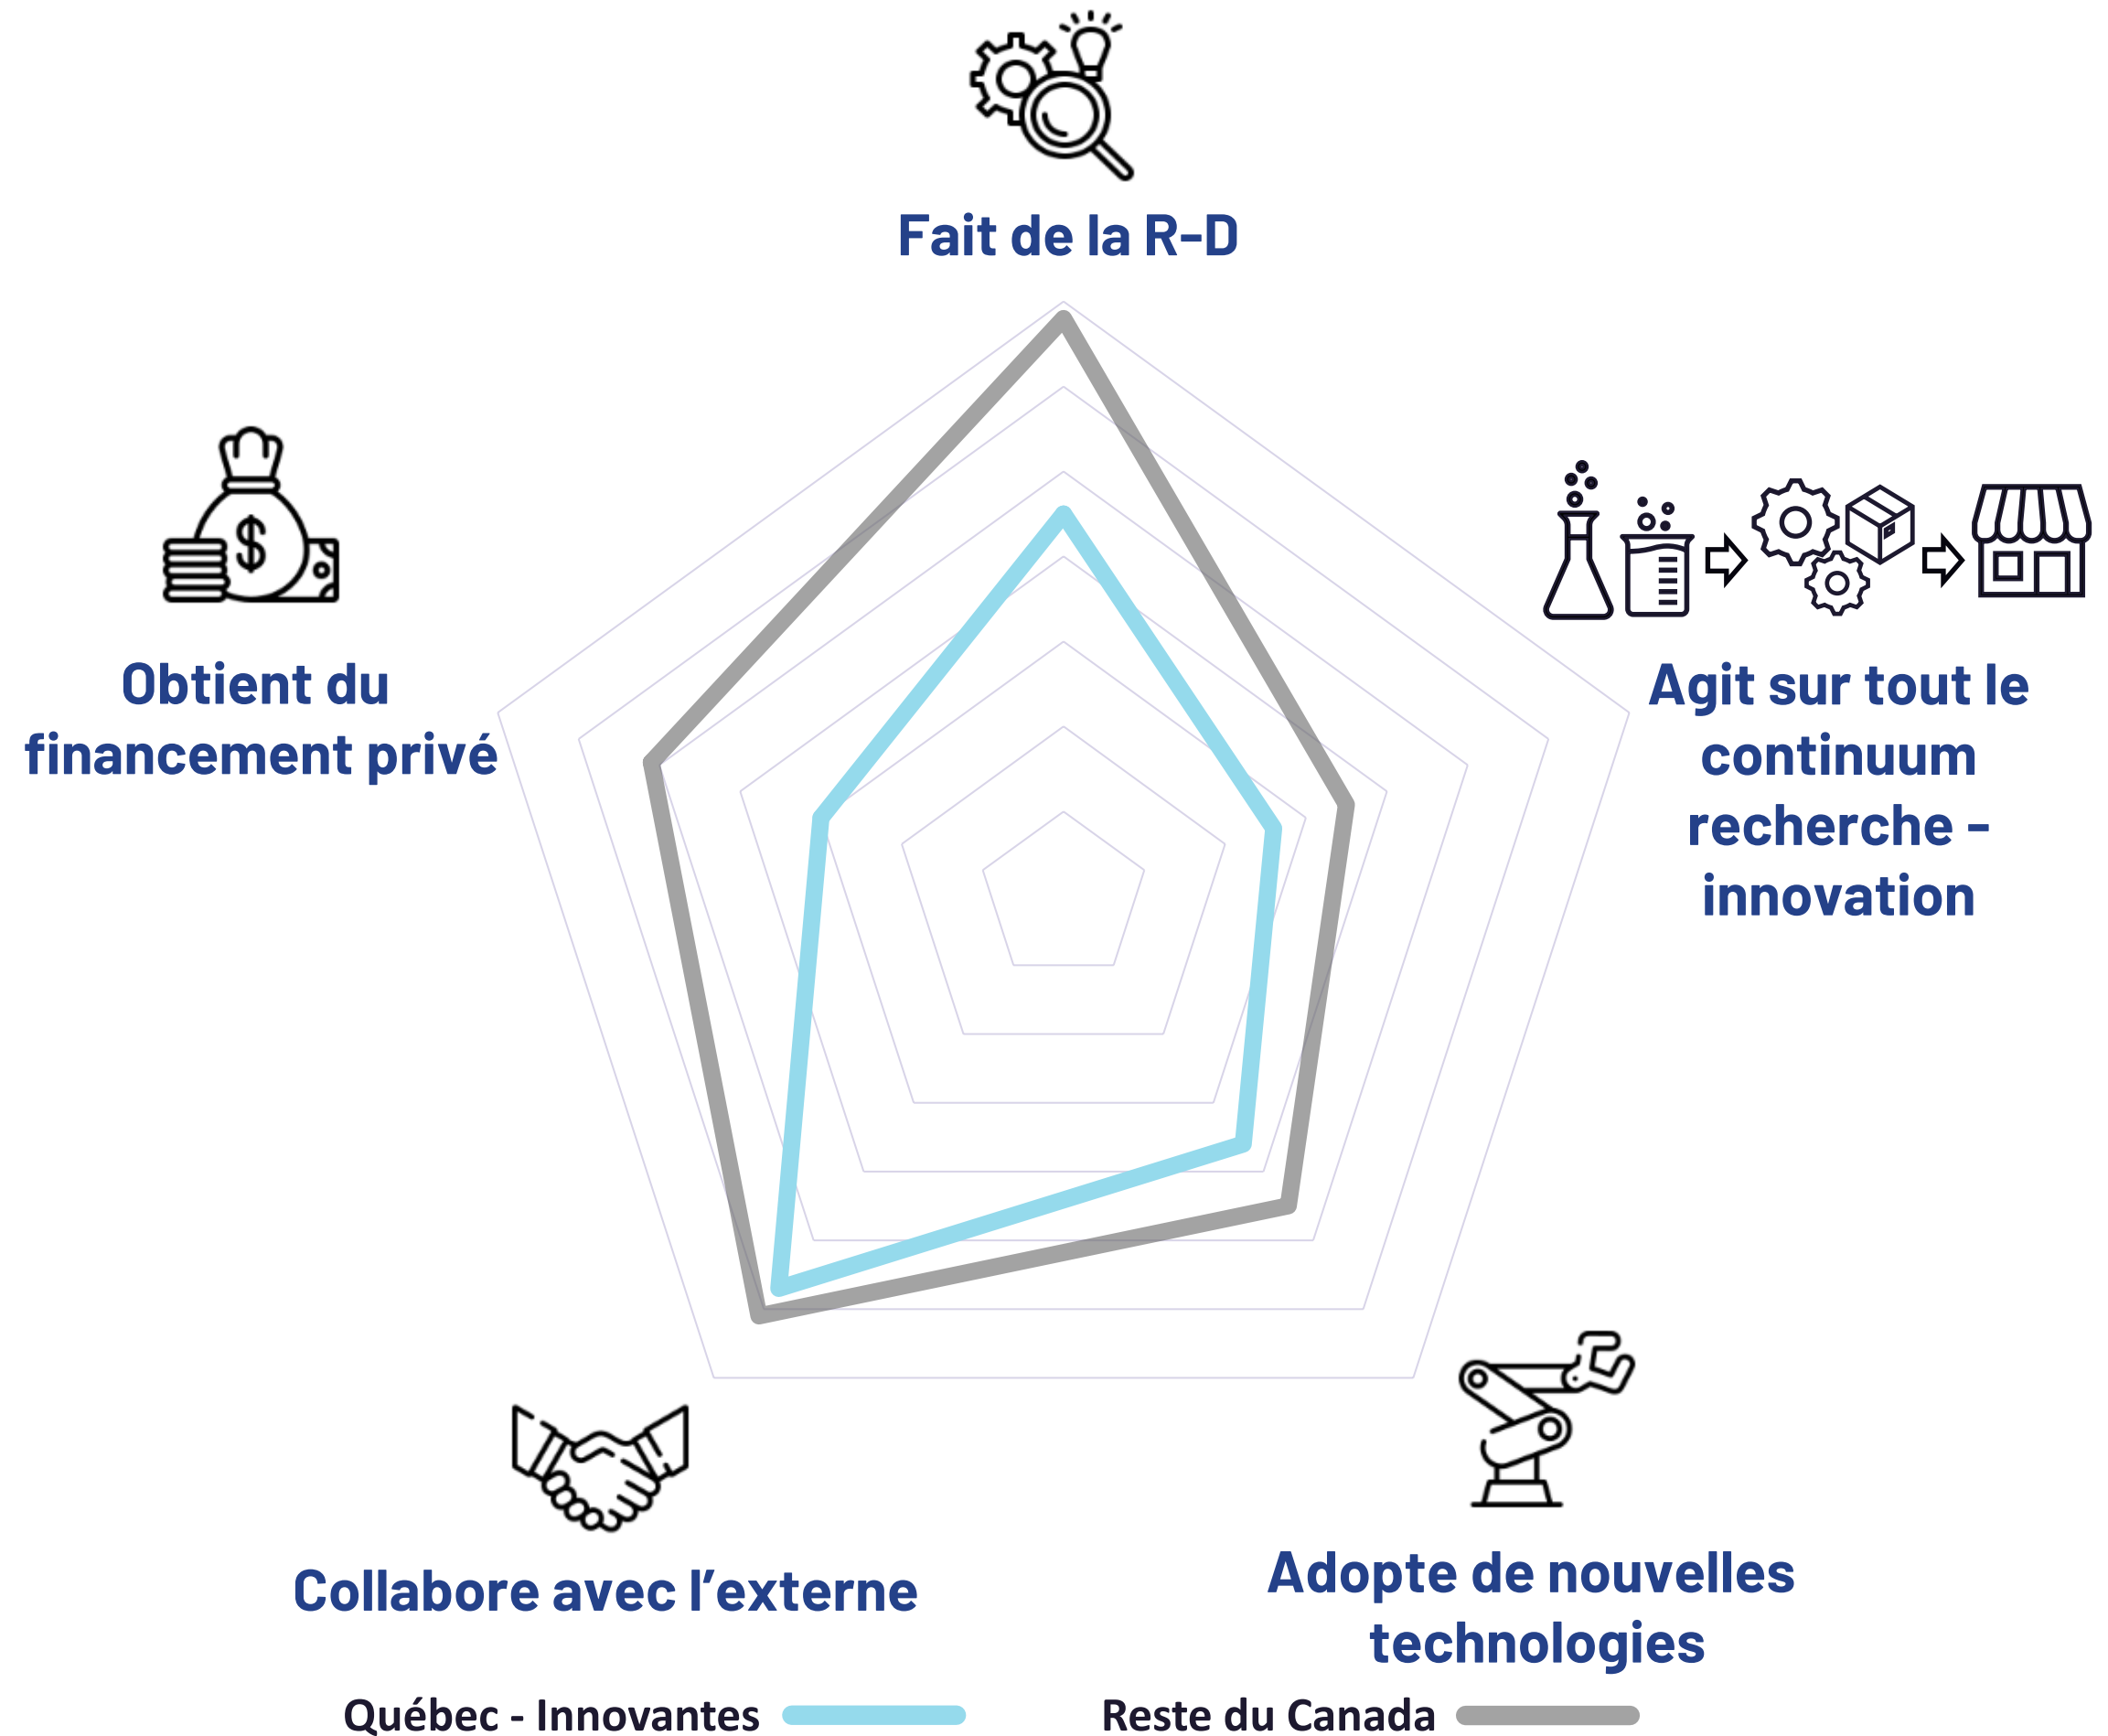 Fait de la R-D
Obtient du
financement privé
Agit sur tout le
continuum
recherche –
innovation
Collabore avec l’externe
Adopte de nouvelles
technologies
Québec - Innovantes
Reste du Canada